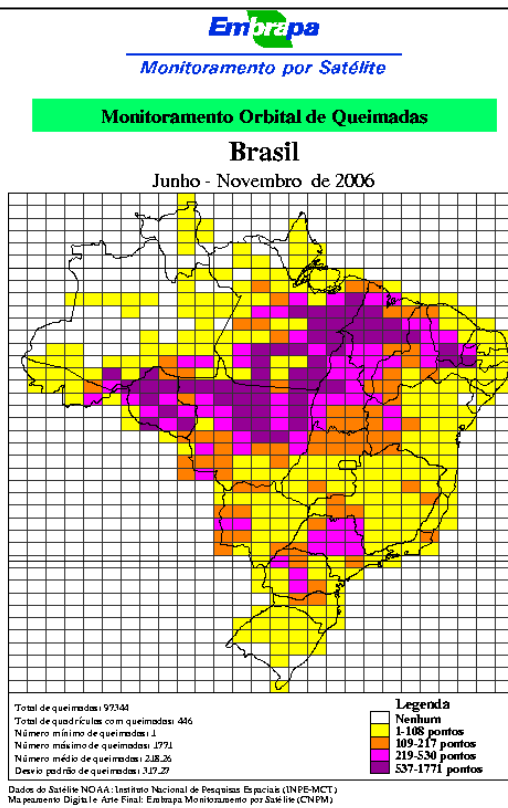 Embrapa
Monitoramento por Satélite
Monitoramento Orbital de Queimadas
Brasil
Junho - Novembro de 2006
Total de queimadas: 97344
Total de quadrículas com queimadas: 446
Número mínimo de queimadas: 1
Número máximo de queimadas: 1771
Número médio de queimadas: 218.26
Desvio padrão de queimadas: 317.27
Legenda
Nenhum
1-108 pontos
109-217 pontos
219-530 pontos
537-1771 pontos
Dados do Satélite NOAA: Instituto Nacional de Pesquisas Espaciais (INPE-MCT)
Mapeamento Digital e Arte Final: Embrapa Monitoramento por Satélite (CNPM)